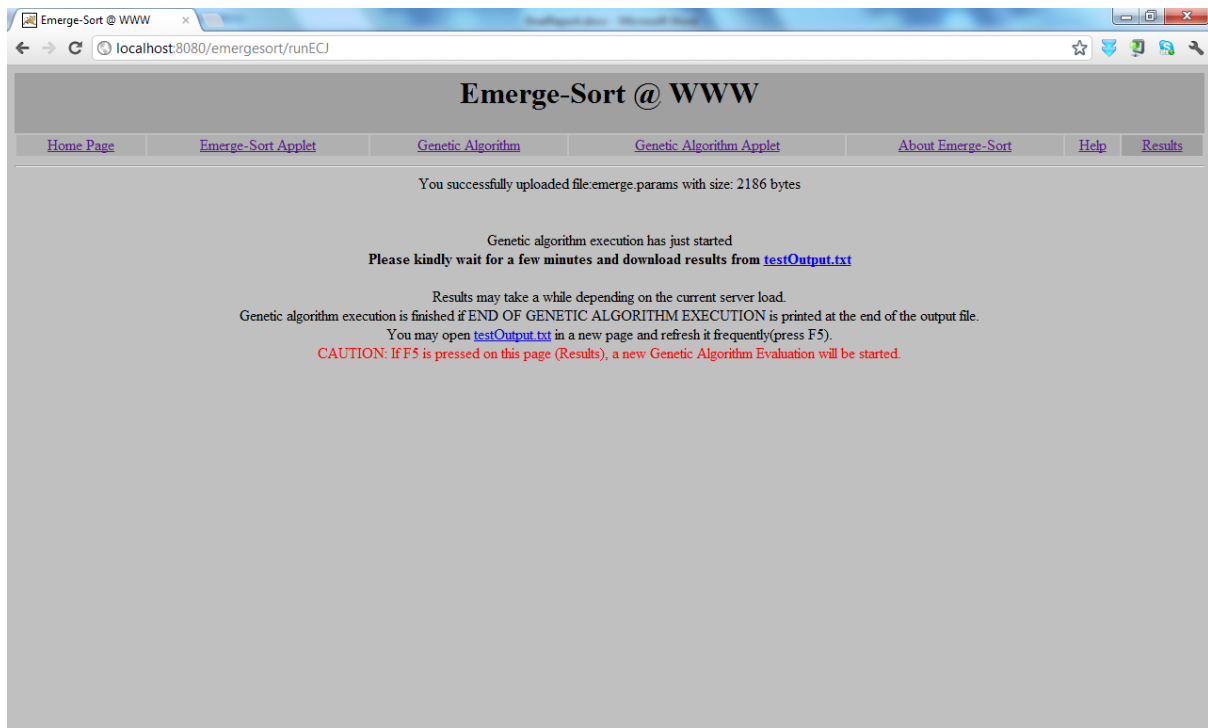 Emerge-Sort @ WWW
localhost:8080/emergesort/runECJ
Emerge-Sort @ WWW
Home Page Emerge-Sort Applet Genetic Algorithm Genetic Algorithm Applet About Emerge-Sort Help Results
You successfully uploaded file:emerge.params with size: 2186 bytes
Genetic algorithm execution has just started
Please kindly wait for a few minutes and download results from testOutput.txt
Results may take a while depending on the current server load.
Genetic algorithm execution is finished if END OF GENETIC ALGORITHM EXECUTION is printed at the end of the output file.
You may open testOutput.txt in a new page and refresh it frequently(press F5).
CAUTION: If F5 is pressed on this page (Results), a new Genetic Algorithm Evaluation will be started.